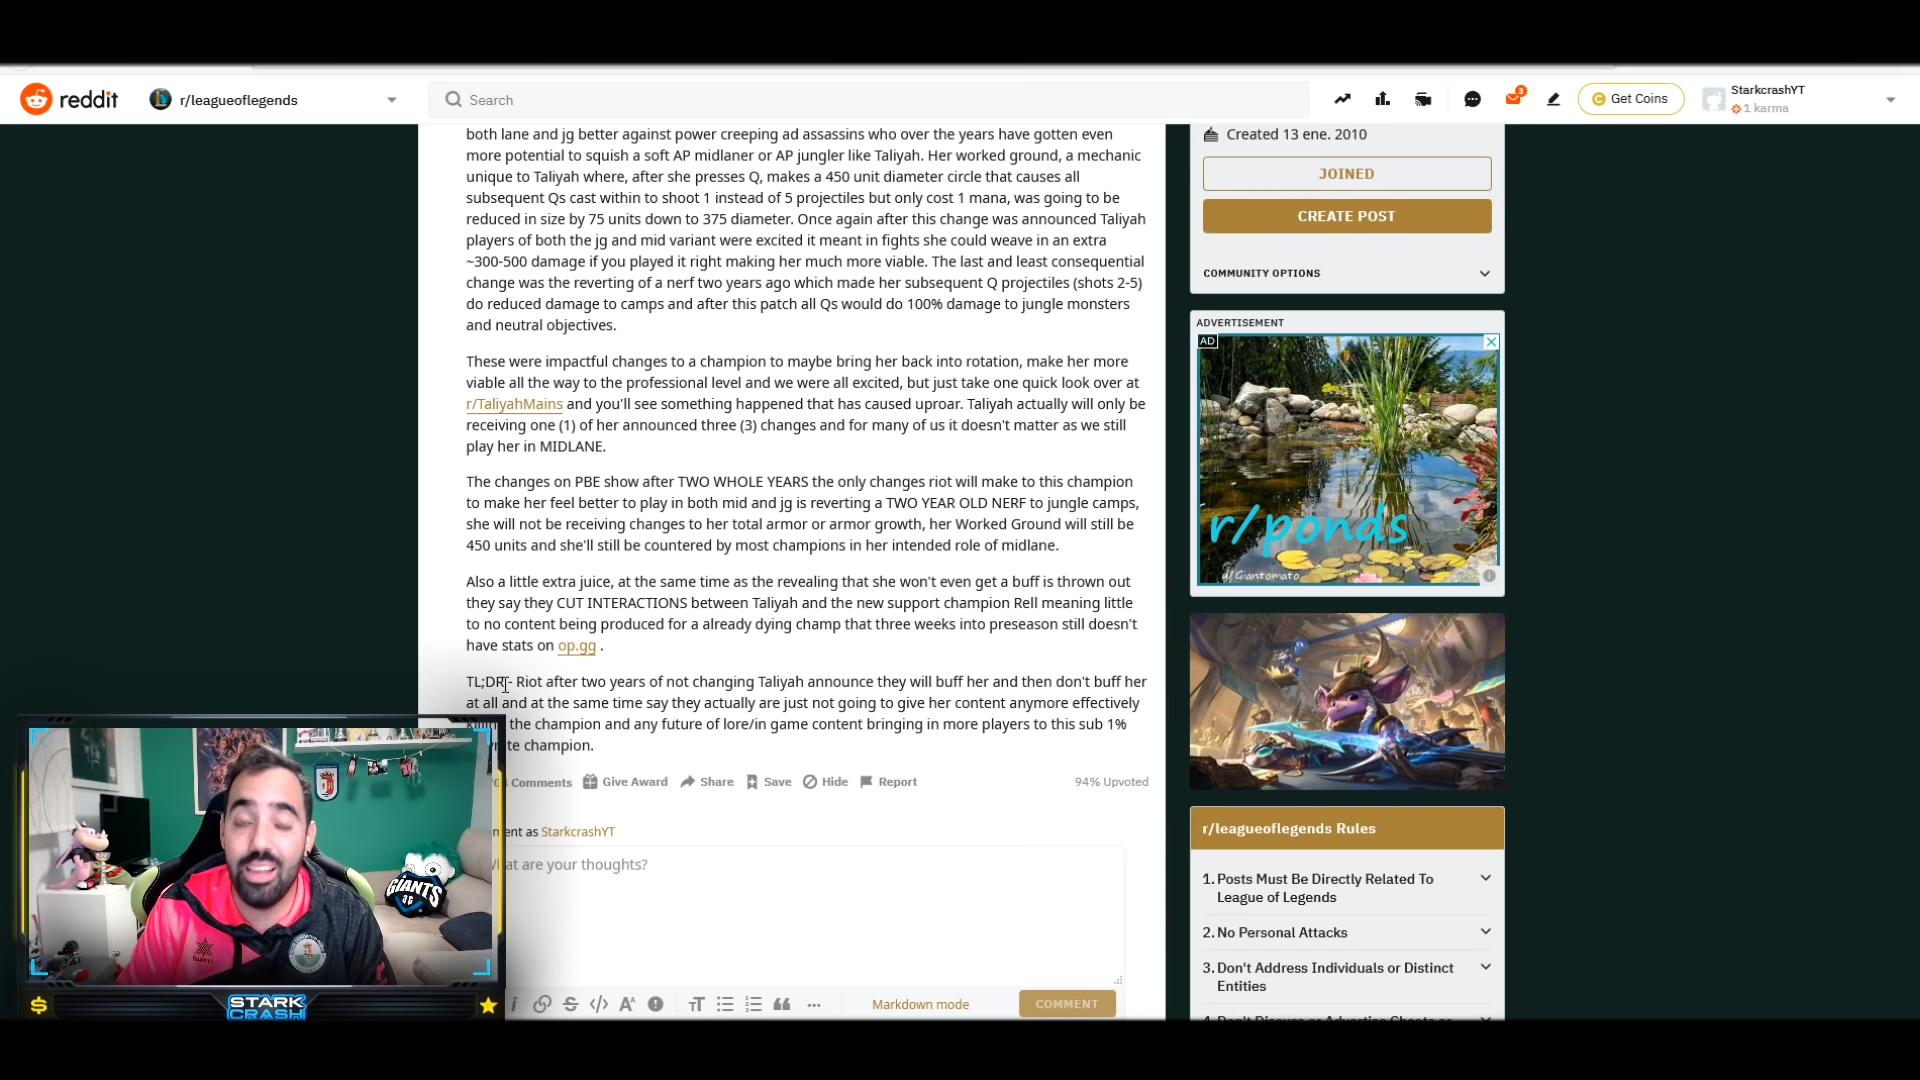 reddit
r/leagueoflegends
Search
3
Get Coins
StarkcrashYT
1 karma
both lane and jg better against power creeping ad assassins who over the years have gotten even
more potential to squish a soft AP midlaner or AP jungler like Taliyah. Her worked ground, a mechanic
unique to Taliyah where, after she presses Q, makes a 450 unit diameter circle that causes all
subsequent Qs cast within to shoot 1 instead of 5 projectiles but only cost 1 mana, was going to be
reduced in size by 75 units down to 375 diameter. Once again after this change was announced Taliyah
players of both the jg and mid variant were excited it meant in fights she could weave in an extra
~300-500 damage if you played it right making her much more viable. The last and least consequential
change was the reverting of a nerf two years ago which made her subsequent Q projectiles (shots 2-5)
do reduced damage to camps and after this patch all Qs would do 100% damage to jungle monsters
and neutral objectives.
These were impactful changes to a champion to maybe bring her back into rotation, make her more
viable all the way to the professional level and we were all excited, but just take one quick look over at
r/TaliyahMains and you'll see something happened that has caused uproar. Taliyah actually will only be
receiving one (1) of her announced three (3) changes and for many of us it doesn't matter as we still
play her in MIDLANE.
The changes on PBE show after TWO WHOLE YEARS the only changes riot will make to this champion
to make her feel better to play in both mid and jg is reverting a TWO YEAR OLD NERF to jungle camps,
she will not be receiving changes to her total armor or armor growth, her Worked Ground will still be
450 units and she'll still be countered by most champions in her intended role of midlane.
Also a little extra juice, at the same time as the revealing that she won't even get a buff is thrown out
they say they CUT INTERACTIONS between Taliyah and the new support champion Rell meaning little
to no content being produced for a already dying champ that three weeks into preseason still doesn't
have stats on op.gg .
TL;DR - Riot after two years of not changing Taliyah announce they will buff her and then don't buff her
at all and at the same time say they actually are just not going to give her content anymore effectively
the champion and any future of lore/in game content bringing in more players to this sub 1%
champion.
Comments
Give Award
Share
Save
Hide
Report
94% Upvoted
as StarkcrashYT
are your thoughts?
Markdown mode
COMMENT
Created 13 ene. 2010
JOINED
CREATE POST
COMMUNITY OPTIONS
ADVERTISEMENT
AD
r/ponds
u/Giantomato
r/leagueoflegends Rules
1. Posts Must Be Directly Related To
League of Legends
2. No Personal Attacks
3. Don't Address Individuals or Distinct
Entities
GIANTS
STARK
CRASH